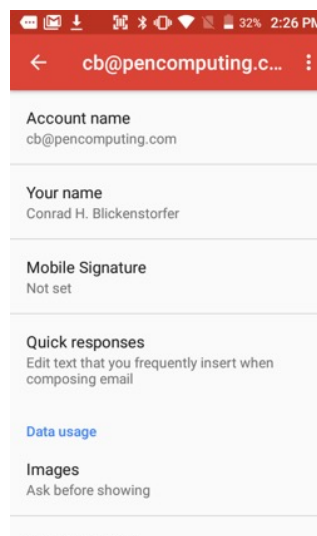 32% 2:26 PM
cb@pencomputing.c...
Account name
cb@pencomputing.com
Your name
Conrad H. Blickenstorfer
Mobile Signature
Not set
Quick responses
Edit text that you frequently insert when
composing email
Data usage
Images
Ask before showing